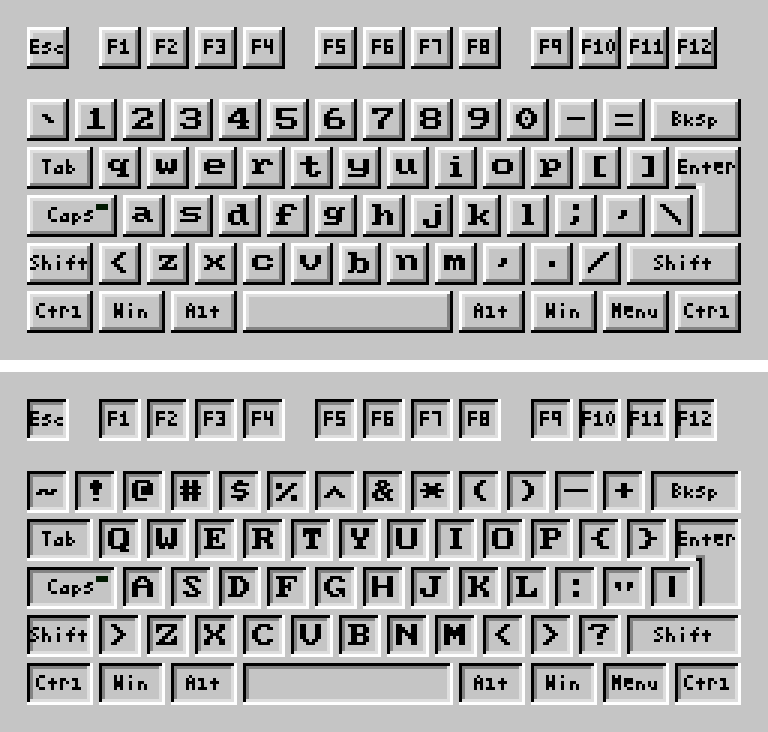 Esc F1 F2 F3 F4 F5 F6 F7 F8 F9 F10 F11 F12
` 1 2 3 4 5 6 7 8 9 0 - = Bksp
Tab q w e r t y u i o p [ ] Enter
Caps a s d f g h j k l ; ' \
Shift < z x c v b n m , . / Shift
Ctrl Win Alt Alt Win Menu Ctrl
Esc F1 F2 F3 F4 F5 F6 F7 F8 F9 F10 F11 F12
~ ! @ # $ % ^ & * ( ) _ + Bksp
Tab Q W E R T Y U I O P { } Enter
Caps A S D F G H J K L : " |
Shift > Z X C V B N M < > ? Shift
Ctrl Win Alt Alt Win Menu Ctrl